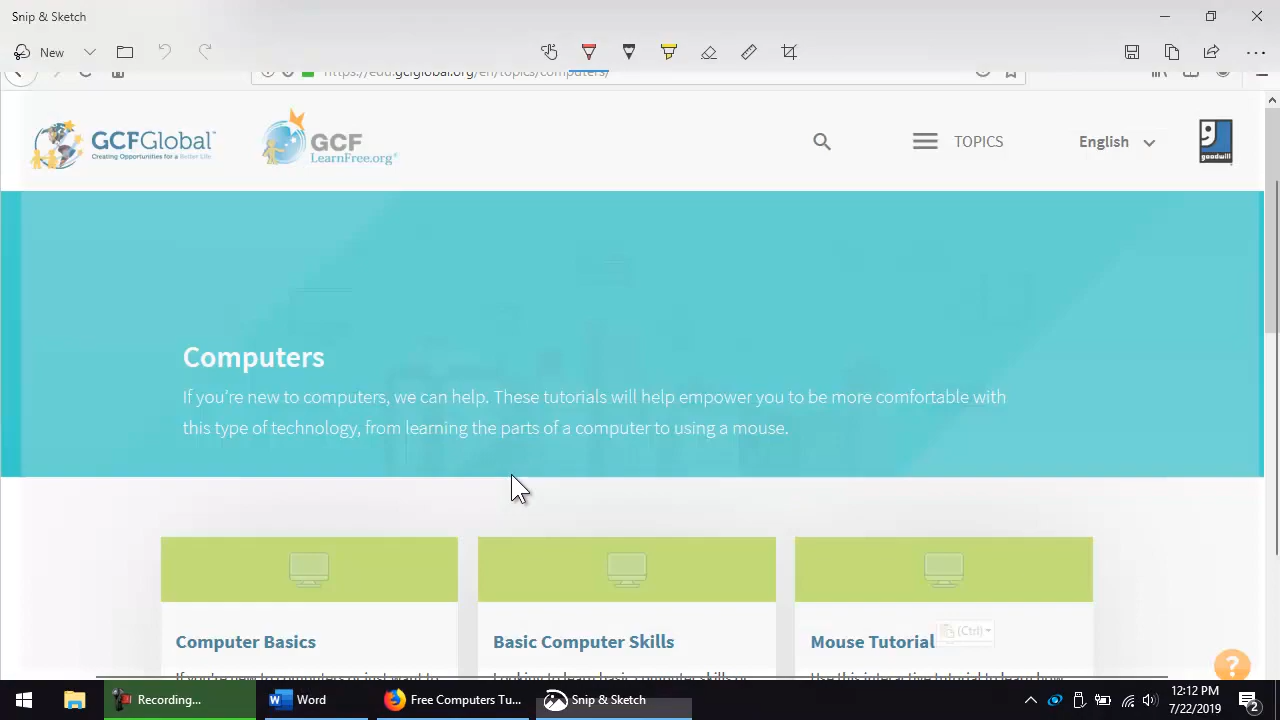 Snip & Sketch
New
https://edu.gcfglobal.org/en/topics/computers/
GCFGlobal™
Creating Opportunities for a Better Life
GCF
LearnFree.org®
TOPICS
English
goodwill
Computers
If you're new to computers, we can help. These tutorials will help empower you to be more comfortable with
this type of technology, from learning the parts of a computer to using a mouse.
Computer Basics
Basic Computer Skills
Mouse Tutorial
(Ctrl)
?
Recording...
Word
Free Computers Tu...
Snip & Sketch
12:12 PM
7/22/2019
2